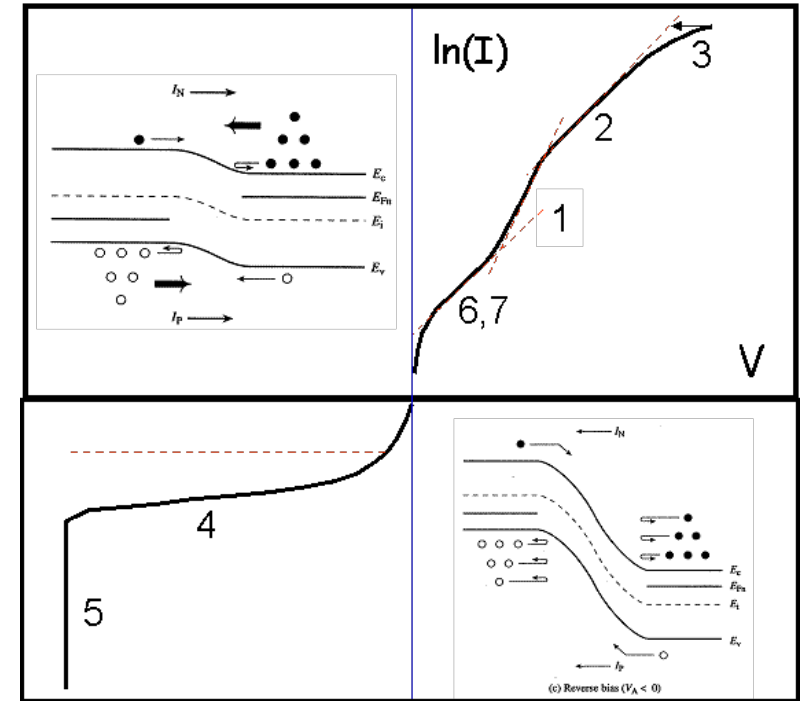 ln(I)
3
2
1
6,7
V
I_N
E_c
E_Fn
E_i
E_v
I_P
4
5
I_N
E_c
E_Fn
E_i
E_v
I_P
(c) Reverse bias (V_A < 0)